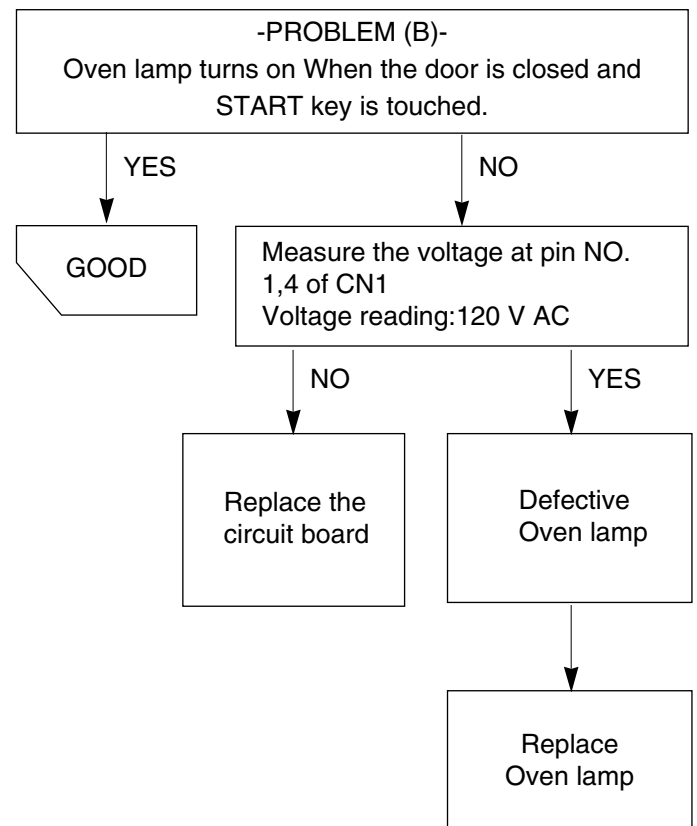 -PROBLEM (B)-
Oven lamp turns on When the door is closed and
START key is touched.
YES
NO
GOOD
Measure the voltage at pin NO.
1,4 of CN1
Voltage reading:120 V AC
NO
YES
Replace the
circuit board
Defective
Oven lamp
Replace
Oven lamp